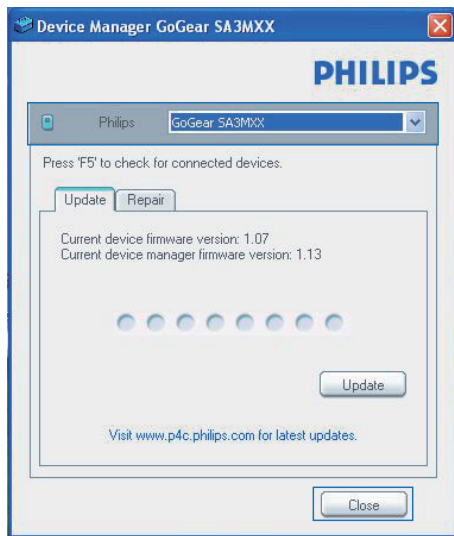 Device Manager GoGear SA3MXX
PHILIPS
Philips GoGear SA3MXX
Press 'F5' to check for connected devices.
Update Repair
Current device firmware version: 1.07
Current device manager firmware version: 1.13
Update
Visit www.p4c.philips.com for latest updates.
Close